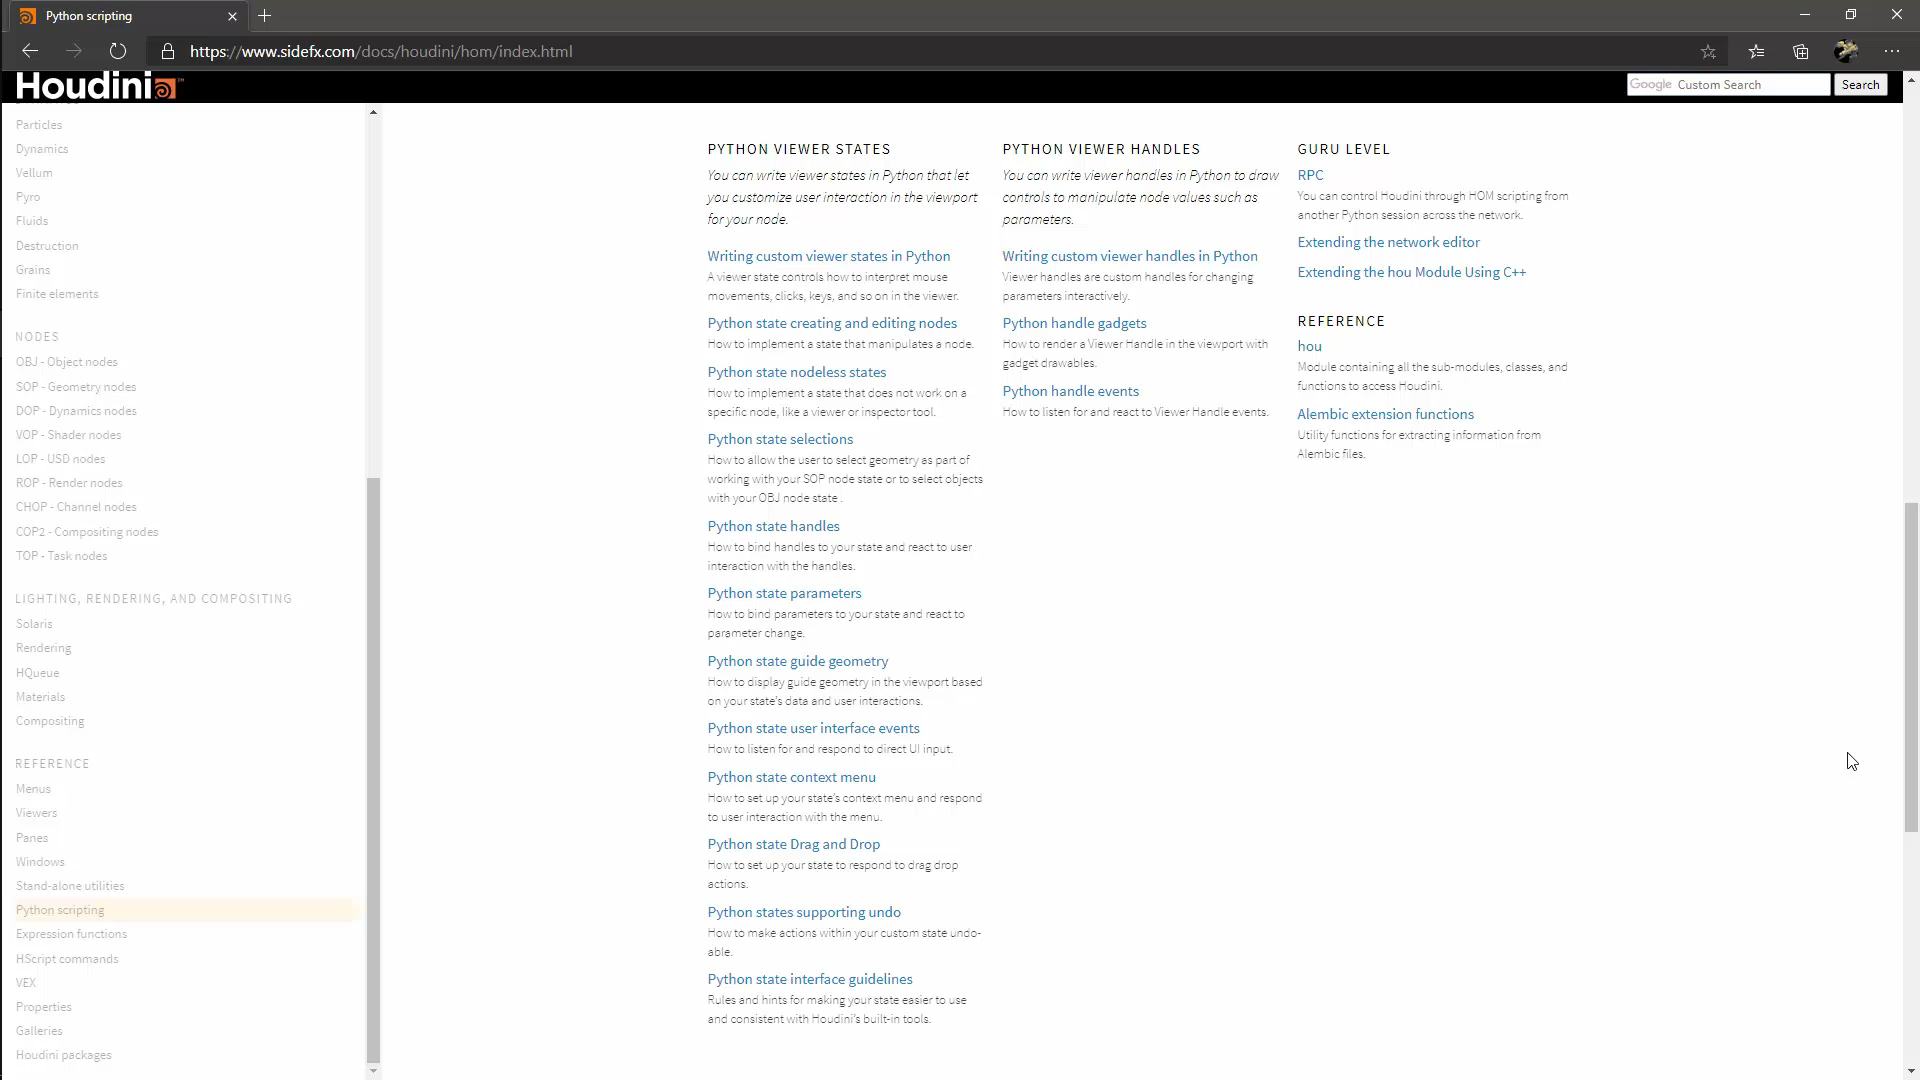 Python scripting
https://www.sidefx.com/docs/houdini/hom/index.html
Houdini
Google Custom Search
Search
Particles
Dynamics
Vellum
Pyro
Fluids
Destruction
Grains
Finite elements
NODES
OBJ - Object nodes
SOP - Geometry nodes
DOP - Dynamics nodes
VOP - Shader nodes
LOP - USD nodes
ROP - Render nodes
CHOP - Channel nodes
COP2 - Compositing nodes
TOP - Task nodes
LIGHTING, RENDERING, AND COMPOSITING
Solaris
Rendering
HQueue
Materials
Compositing
REFERENCE
Menus
Viewers
Panes
Windows
Stand-alone utilities
Python scripting
Expression functions
HScript commands
VEX
Properties
Galleries
Houdini packages
PYTHON VIEWER STATES
You can write viewer states in Python that let
you customize user interaction in the viewport
for your node.
Writing custom viewer states in Python
A viewer state controls how to interpret mouse
movements, clicks, keys, and so on in the viewer.
Python state creating and editing nodes
How to implement a state that manipulates a node.
Python state nodeless states
How to implement a state that does not work on a
specific node, like a viewer or inspector tool.
Python state selections
How to allow the user to select geometry as part of
working with your SOP node state or to select objects
with your OBJ node state .
Python state handles
How to bind handles to your state and react to user
interaction with the handles.
Python state parameters
How to bind parameters to your state and react to
parameter change.
Python state guide geometry
How to display guide geometry in the viewport based
on your state's data and user interactions.
Python state user interface events
How to listen for and respond to direct UI input.
Python state context menu
How to set up your state's context menu and respond
to user interaction with the menu.
Python state Drag and Drop
How to set up your state to respond to drag drop
actions.
Python states supporting undo
How to make actions within your custom state undo-
able.
Python state interface guidelines
Rules and hints for making your state easier to use
and consistent with Houdini's built-in tools.
PYTHON VIEWER HANDLES
You can write viewer handles in Python to draw
controls to manipulate node values such as
parameters.
Writing custom viewer handles in Python
Viewer handles are custom handles for changing
parameters interactively.
Python handle gadgets
How to render a Viewer Handle in the viewport with
gadget drawables.
Python handle events
How to listen for and react to Viewer Handle events.
GURU LEVEL
RPC
You can control Houdini through HOM scripting from
another Python session across the network.
Extending the network editor
Extending the hou Module Using C++
REFERENCE
hou
Module containing all the sub-modules, classes, and
functions to access Houdini.
Alembic extension functions
Utility functions for extracting information from
Alembic files.